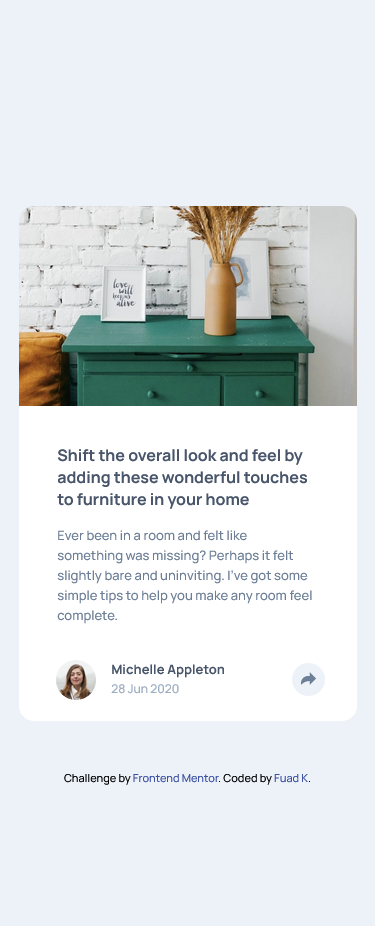 love
will
keep us
alive
Shift the overall look and feel by
adding these wonderful touches
to furniture in your home
Ever been in a room and felt like
something was missing? Perhaps it felt
slightly bare and uninviting. I've got some
simple tips to help you make any room feel
complete.
Michelle Appleton
28 Jun 2020
Challenge by Frontend Mentor. Coded by Fuad K.